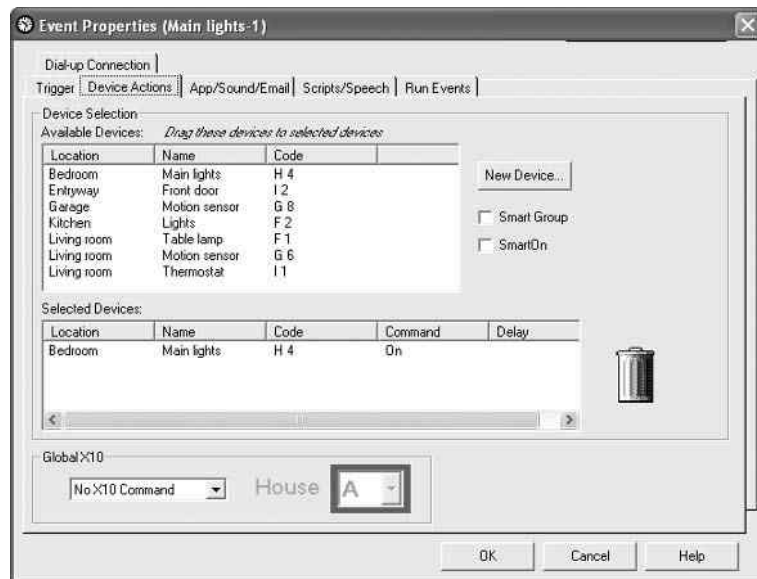 Event Properties (Main lights-1)
Dial-up Connection
Trigger Device Actions App/Sound/Email Scripts/Speech Run Events
Device Selection
Available Devices: Drag these devices to selected devices
Location Name Code
Bedroom Main lights H 4
Entryway Front door I 2
Garage Motion sensor G 8
Kitchen Lights F 2
Living room Table lamp F 1
Living room Motion sensor G 6
Living room Thermostat I 1
New Device...
Smart Group
SmartOn
Selected Devices:
Location Name Code Command Delay
Bedroom Main lights H 4 On
Global X10
No X10 Command House A
OK Cancel Help